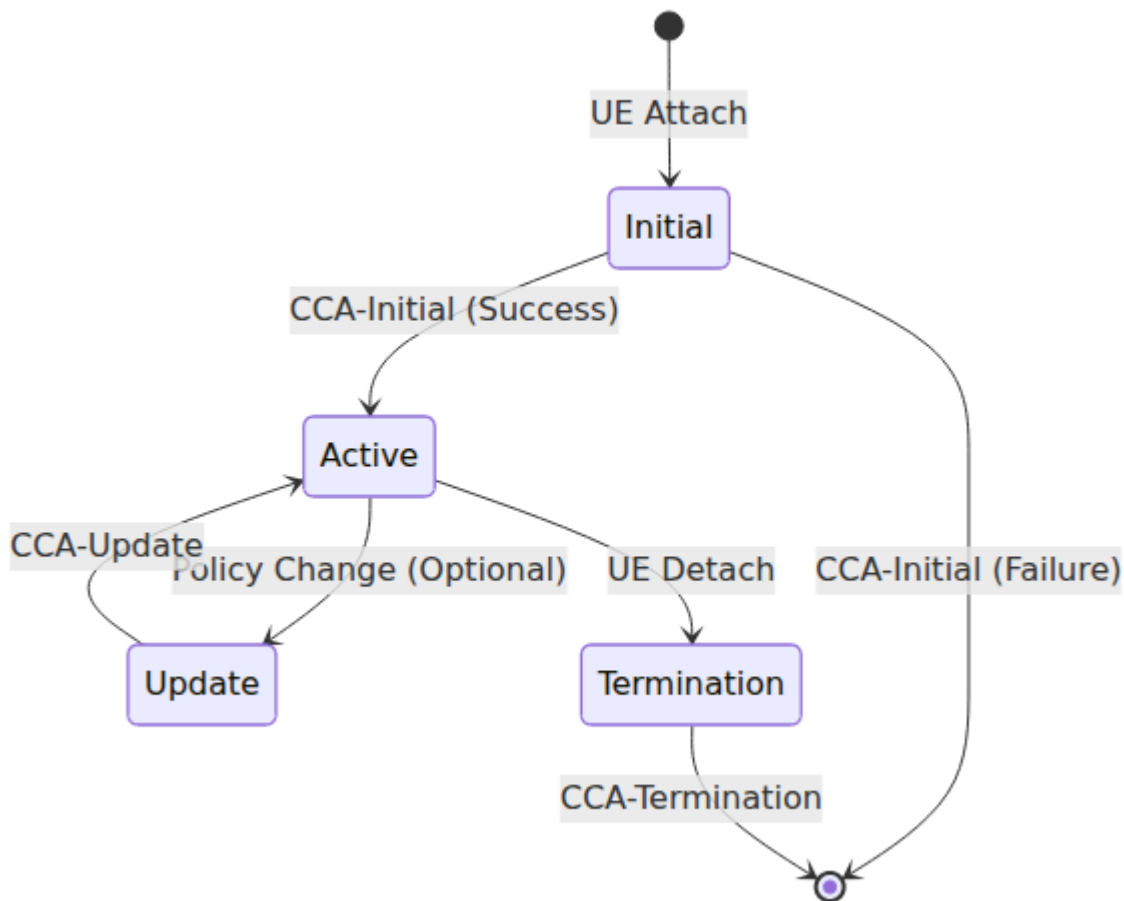 UE Attach
Initial
CCA-Initial (Success)
Active
CCA-Update
Policy Change (Optional)
UE Detach
CCA-Initial (Failure)
Update
Termination
CCA-Termination